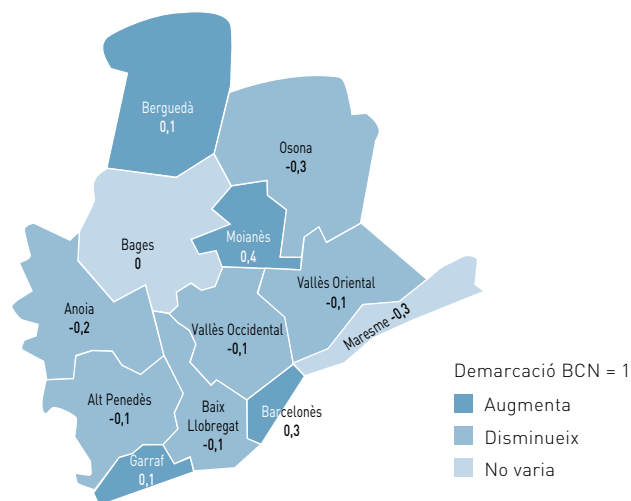 Berguedà
0,1
Osona
-0,3
Moianès
0,4
Bages
0
Vallès Oriental
-0,1
Maresme -0,3
Anoia
-0,2
Vallès Occidental
-0,1
Alt Penedès
-0,1
Baix
Llobregat
-0,1
Barcelonès
0,3
Garraf
0,1
Demarcació BCN = 1
Augmenta
Disminueix
No varia